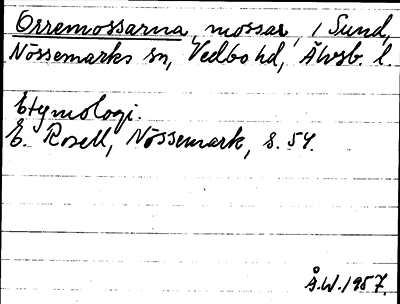 Orremossarna, mossar, i Sund,
Nössemarks sn, Vedbo hd, Älvsb. l.
Etymologi.
E. Rosell, Nössemark, s. 54.
Å.W. 1957.